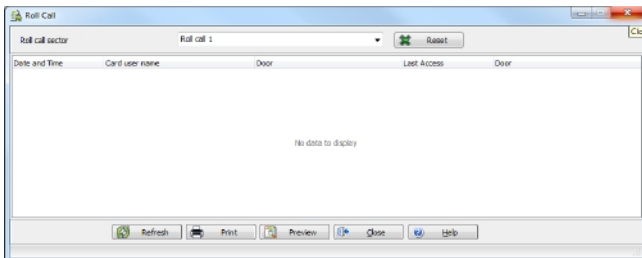 Roll Call
Clo
Roll call sector Roll call 1 Reset
Date and Time Card user name Door Last Access Door
No data to display
Refresh Print Preview Close Help